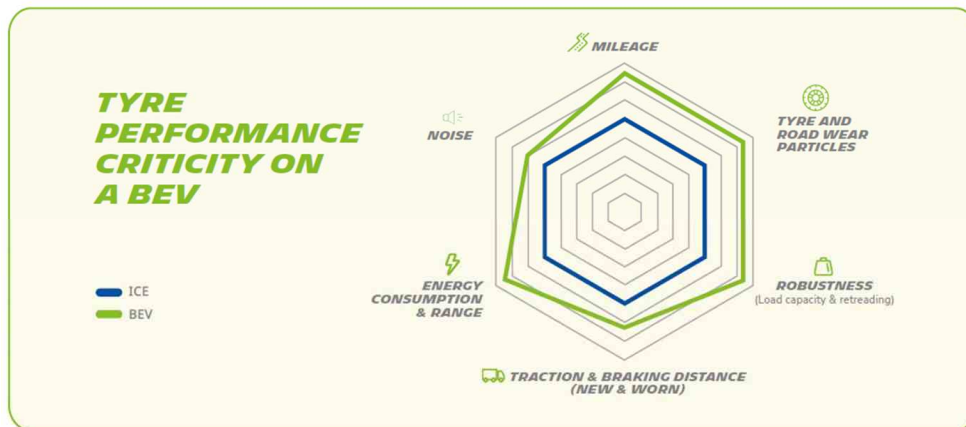 TYRE
PERFORMANCE
CRITICITY ON
A BEV
ICE
BEV
MILEAGE
TYRE AND
ROAD WEAR
PARTICLES
ROBUSTNESS
(Load capacity & retreading)
TRACTION & BRAKING DISTANCE
(NEW & WORN)
ENERGY
CONSUMPTION
& RANGE
NOISE